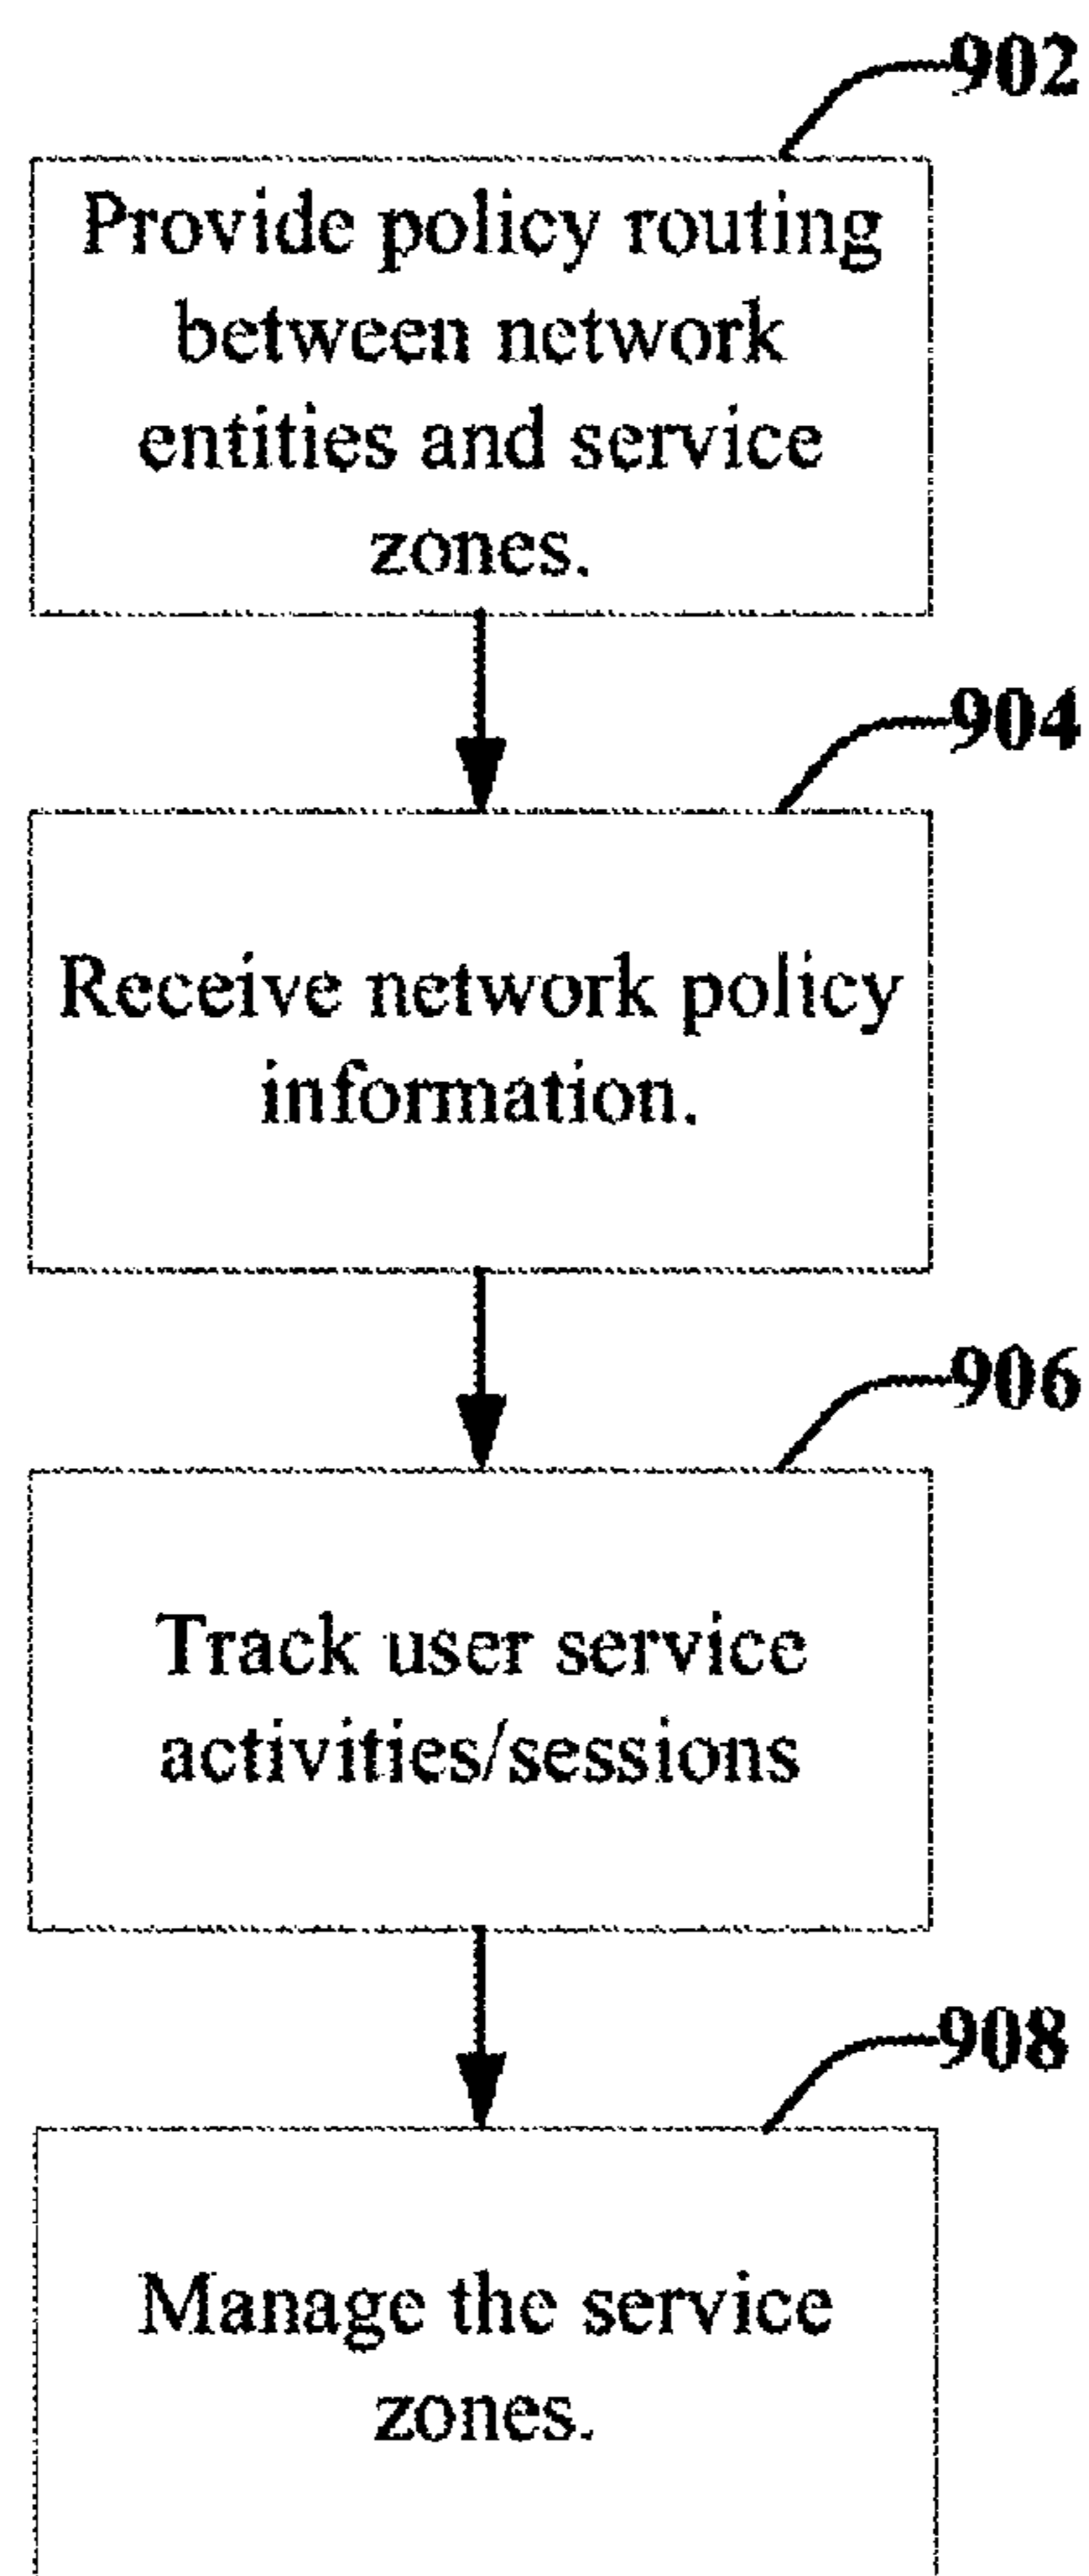 902
Provide policy routing
between network
entities and service
zones.
904
Receive network policy
information.
906
Track user service
activities/sessions
908
Manage the service
zones.